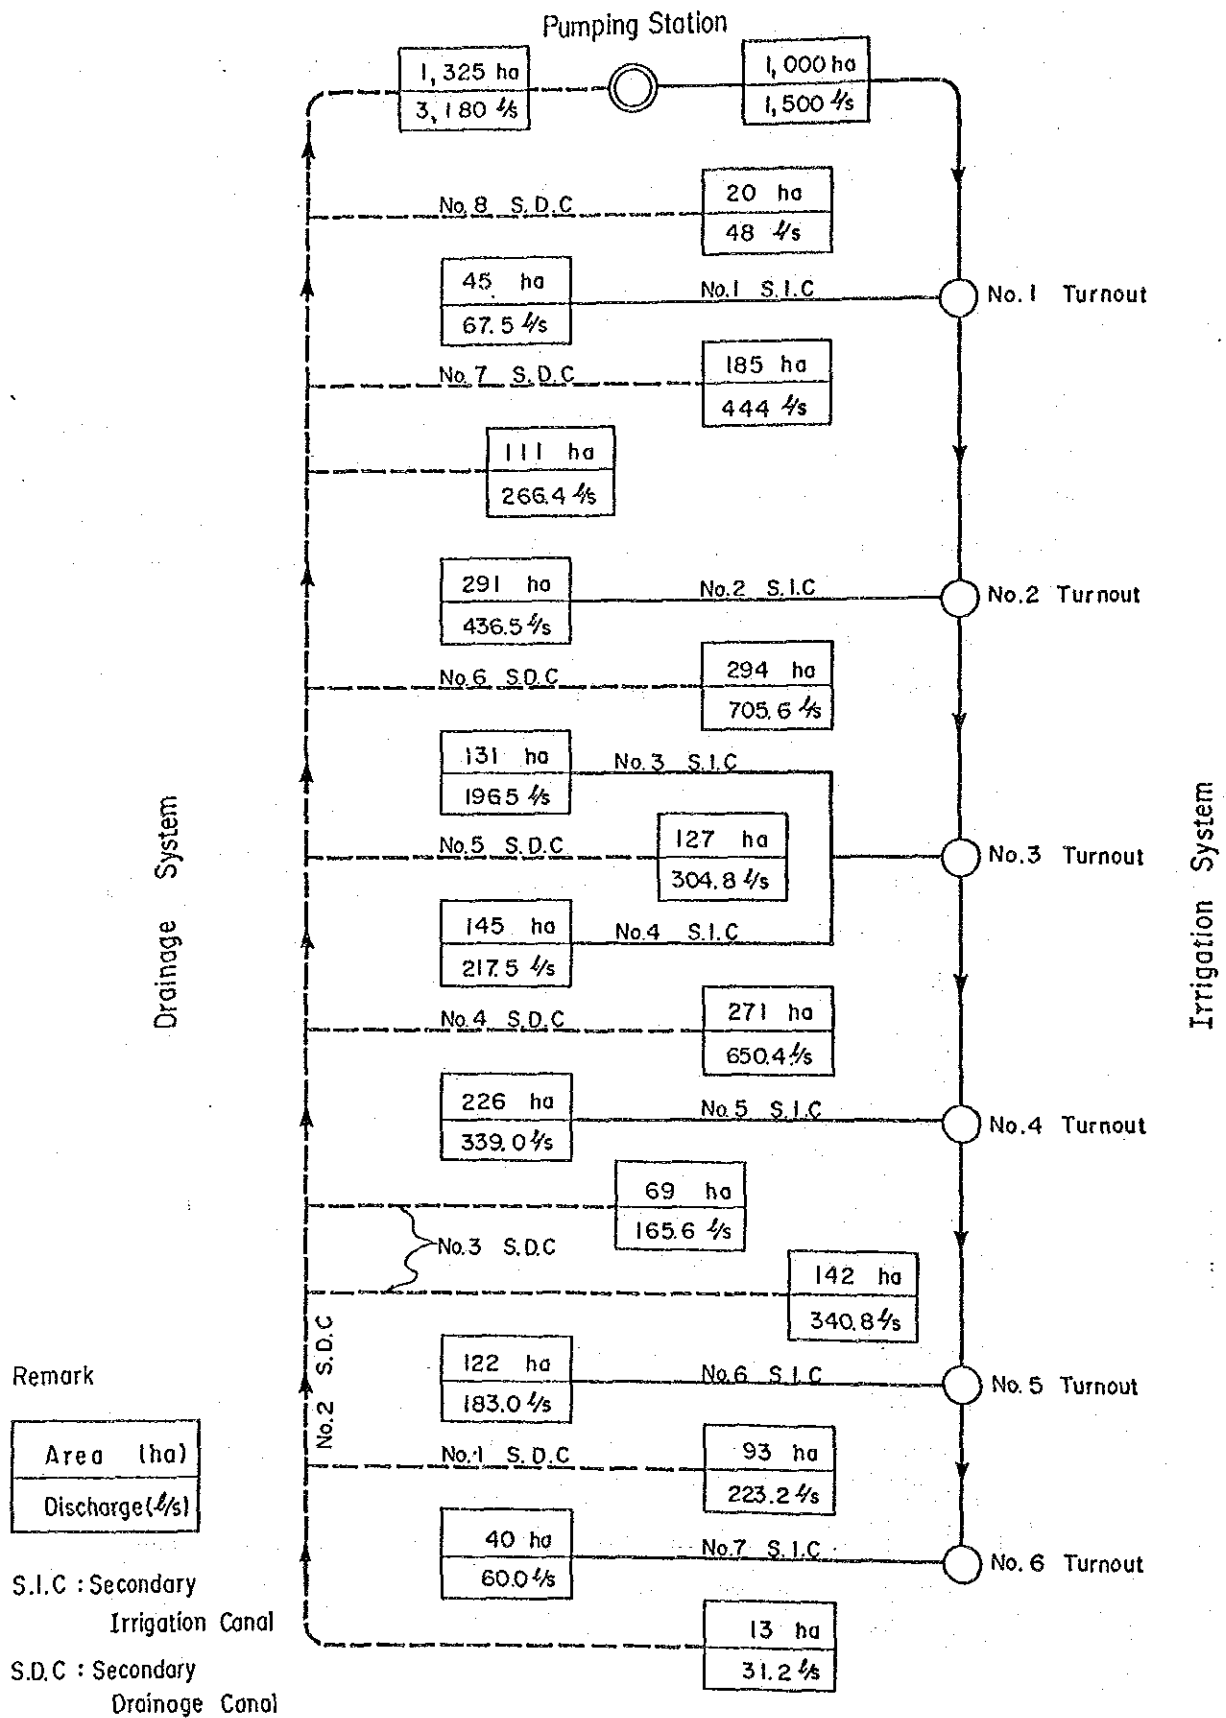 Pumping Station
1,325 ha
3,180 l/s
1,000 ha
1,500 l/s
No.8 S.D.C
20 ha
48 l/s
45 ha
67.5 l/s
No.1 S.I.C
No.1 Turnout
No.7 S.D.C
185 ha
444 l/s
111 ha
266.4 l/s
291 ha
436.5 l/s
No.2 S.I.C
No.2 Turnout
No.6 S.D.C
294 ha
705.6 l/s
131 ha
196.5 l/s
No.3 S.I.C
No.5 S.D.C
127 ha
304.8 l/s
No.3 Turnout
145 ha
217.5 l/s
No.4 S.I.C
Drainage System
Irrigation System
No.4 S.D.C
271 ha
650.4 l/s
226 ha
339.0 l/s
No.5 S.I.C
No.4 Turnout
69 ha
165.6 l/s
No.3 S.D.C
142 ha
340.8 l/s
No.2 S.D.C
122 ha
183.0 l/s
No.6 S.I.C
No.5 Turnout
No.1 S.D.C
93 ha
223.2 l/s
40 ha
60.0 l/s
No.7 S.I.C
No.6 Turnout
13 ha
31.2 l/s
Remark
Area (ha)
Discharge(l/s)
S.I.C : Secondary
Irrigation Canal
S.D.C : Secondary
Drainage Canal